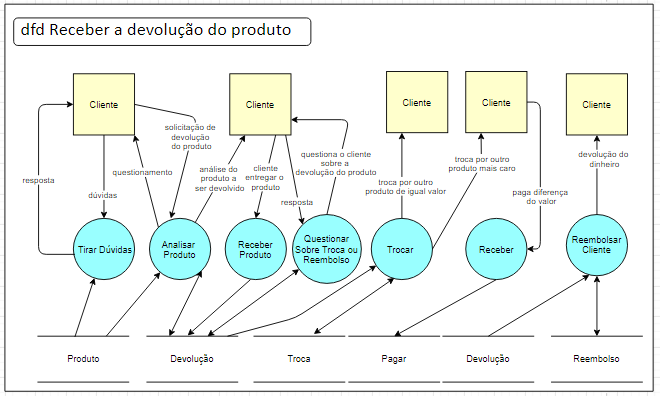 dfd Receber a devolução do produto
Cliente
Cliente
Cliente
Cliente
Cliente
solicitação de
devolução
do produto
questionamento
resposta
dúvidas
análise do
produto a
ser devolvido
cliente
entregar o
produto
resposta
questiona o cliente
sobre a
devolução do produto
troca por outro
produto de igual valor
troca por outro
produto mais caro
paga diferença
do valor
devolução do
dinheiro
Tirar Dúvidas
Analisar
Produto
Receber
Produto
Questionar
Sobre Troca ou
Reembolso
Trocar
Receber
Reembolsar
Cliente
Produto
Devolução
Troca
Pagar
Devolução
Reembolso